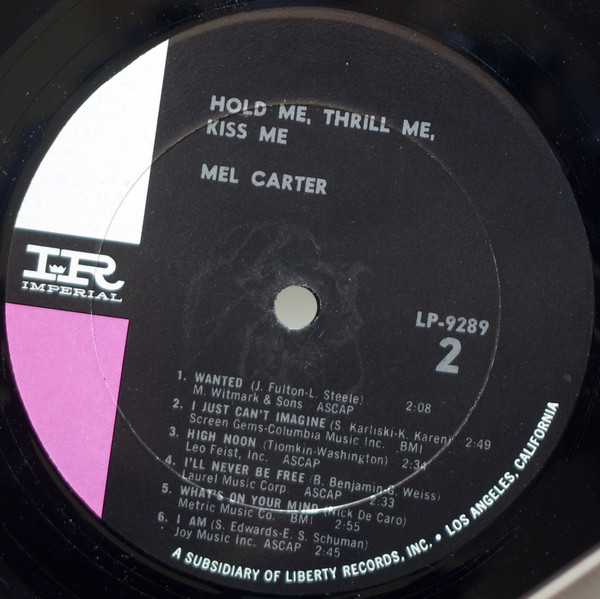 HOLD ME, THRILL ME,
KISS ME
MEL CARTER
IR
IMPERIAL
LP-9289
2
1. WANTED (J. Fulton-L. Steele)
M. Witmark & Sons ASCAP 2:08
2. I JUST CAN'T IMAGINE (S. Karliski-K. Karen)
Screen Gems-Columbia Music Inc. BMI 2:49
3. HIGH NOON (Tiomkin-Washington)
Leo Feist, Inc. ASCAP 2:34
4. I'LL NEVER BE FREE (B. Benjamin-G. Weiss)
Laurel Music Corp. ASCAP 2:33
5. WHAT'S ON YOUR MIND (Nick De Caro)
Metric Music Co. BMI 2:55
6. I AM (S. Edwards-E. S. Schuman)
Joy Music Inc. ASCAP 2:45
A SUBSIDIARY OF LIBERTY RECORDS, INC. • LOS ANGELES, CALIFORNIA